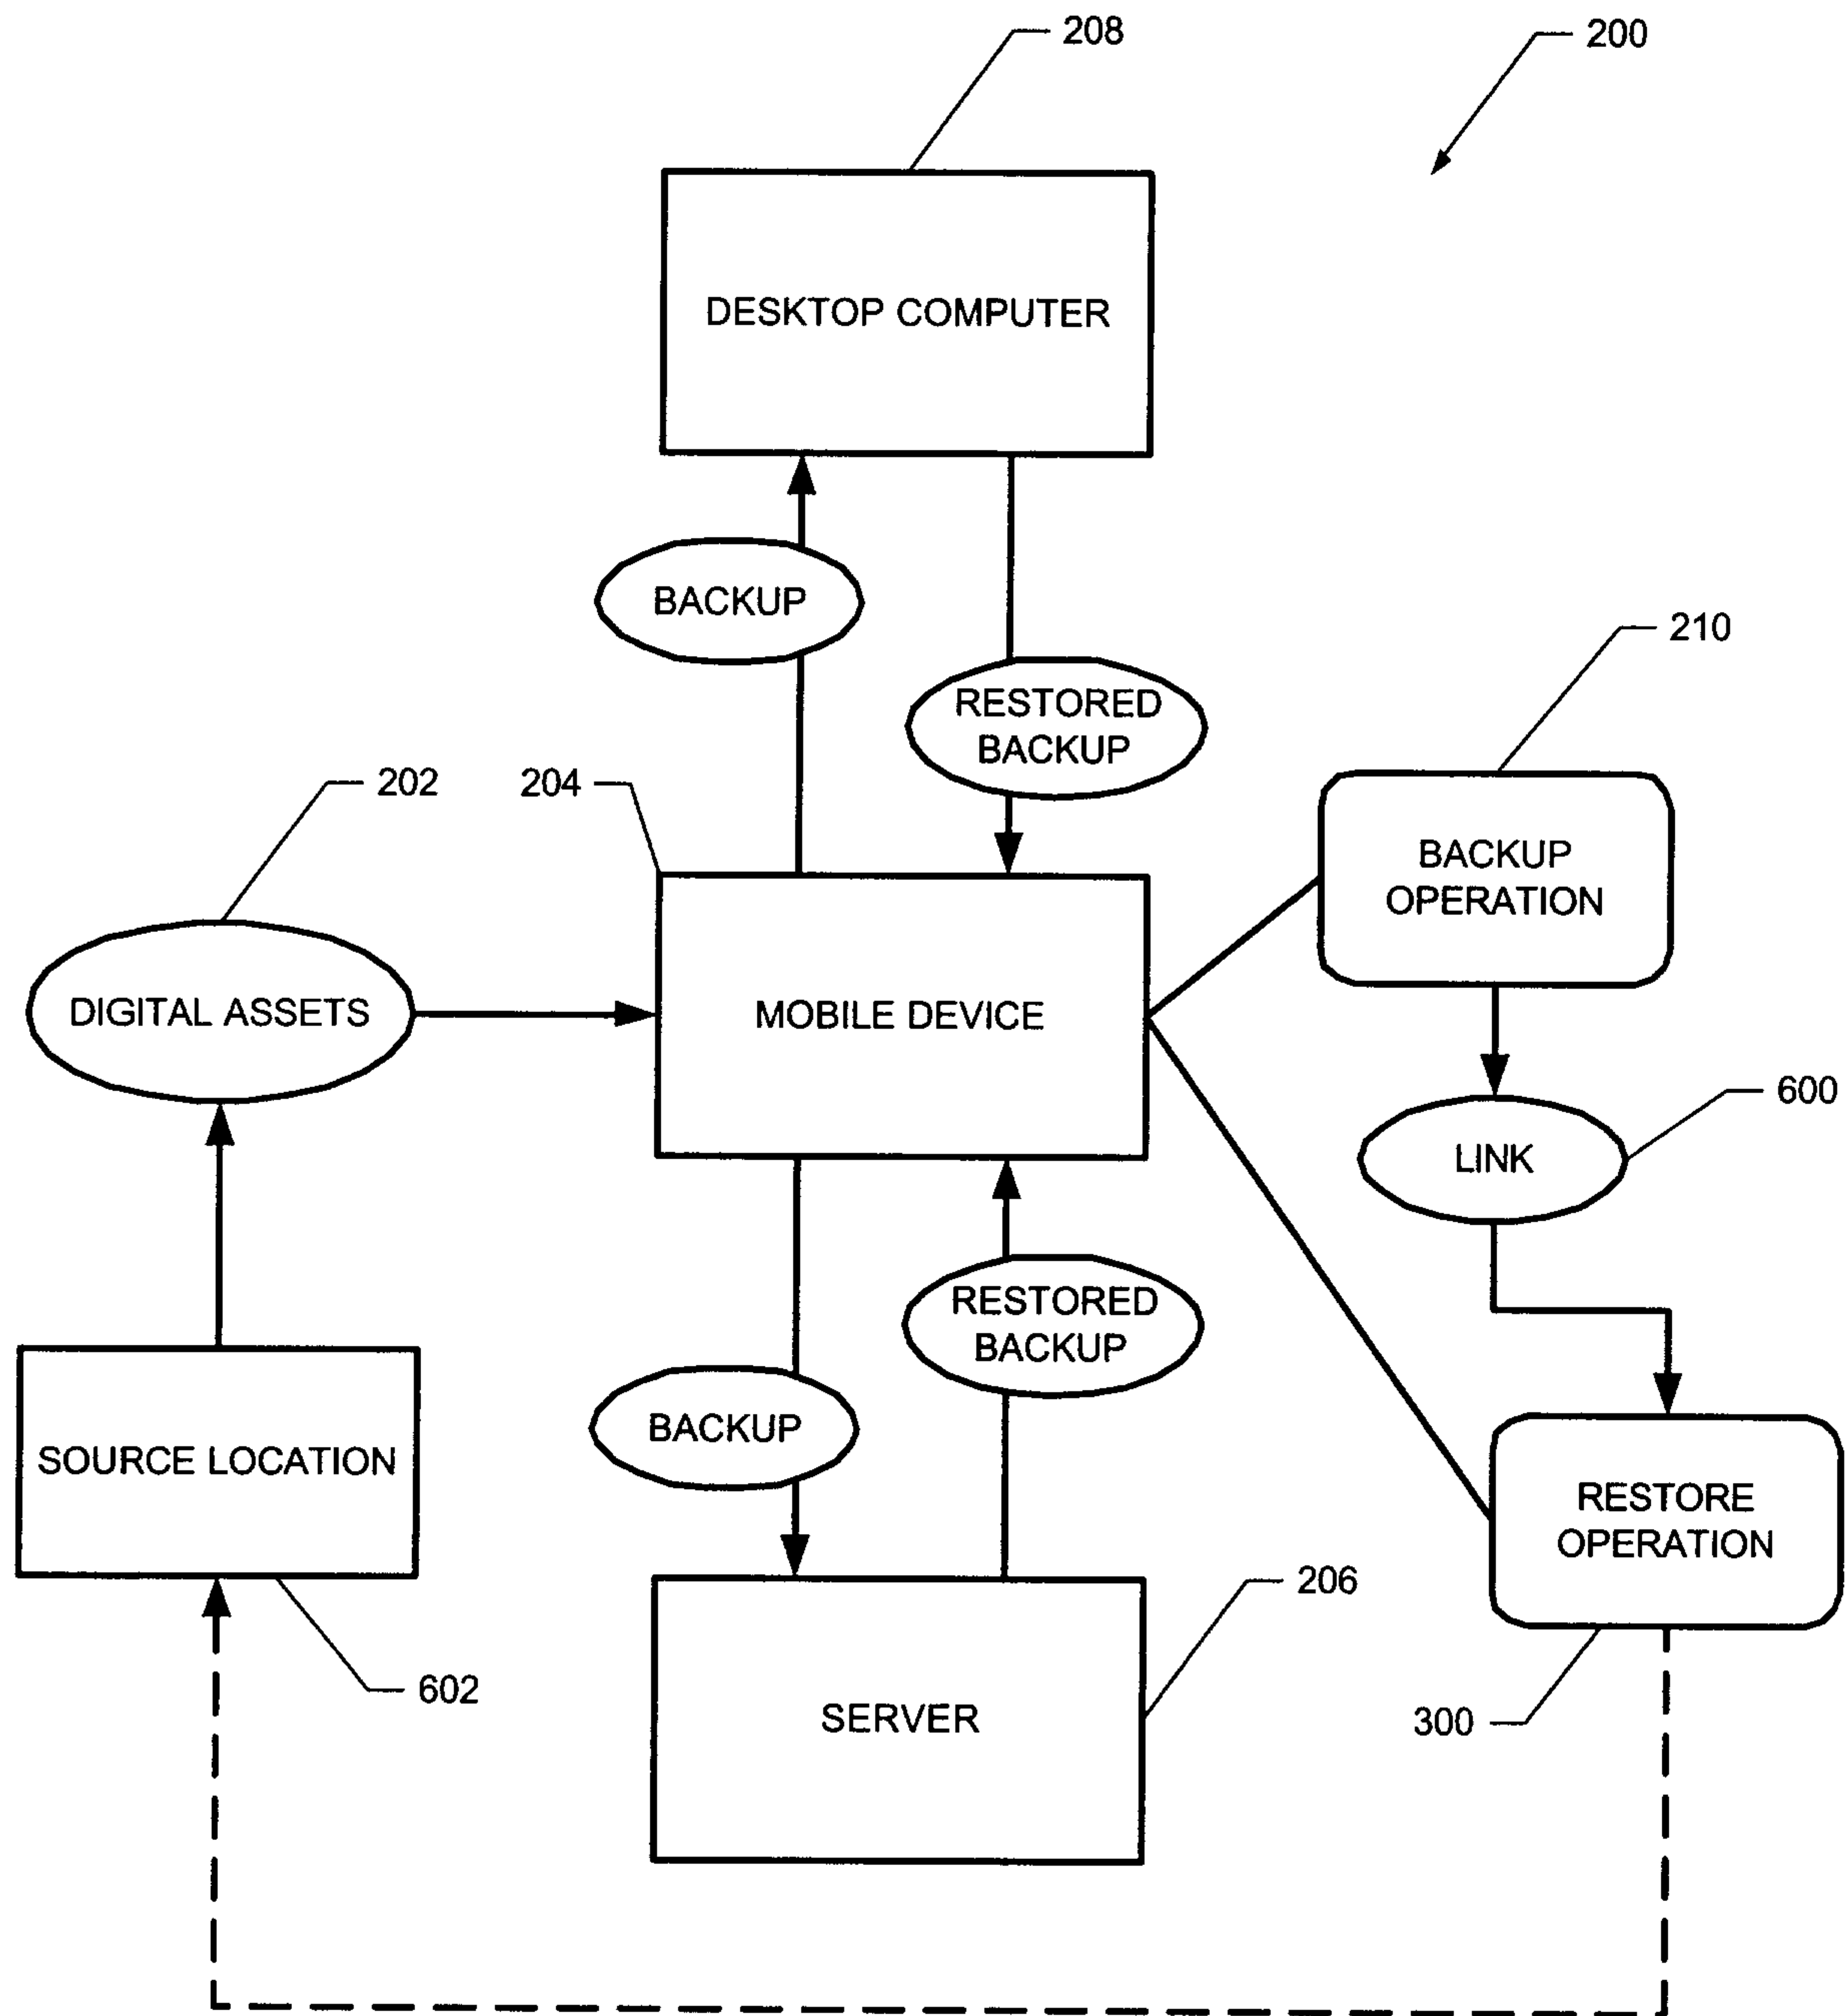 208
200
DESKTOP COMPUTER
BACKUP
210
RESTORED
BACKUP
202
204
BACKUP
OPERATION
DIGITAL ASSETS
MOBILE DEVICE
600
LINK
RESTORED
BACKUP
BACKUP
SOURCE LOCATION
RESTORE
OPERATION
206
602
SERVER
300